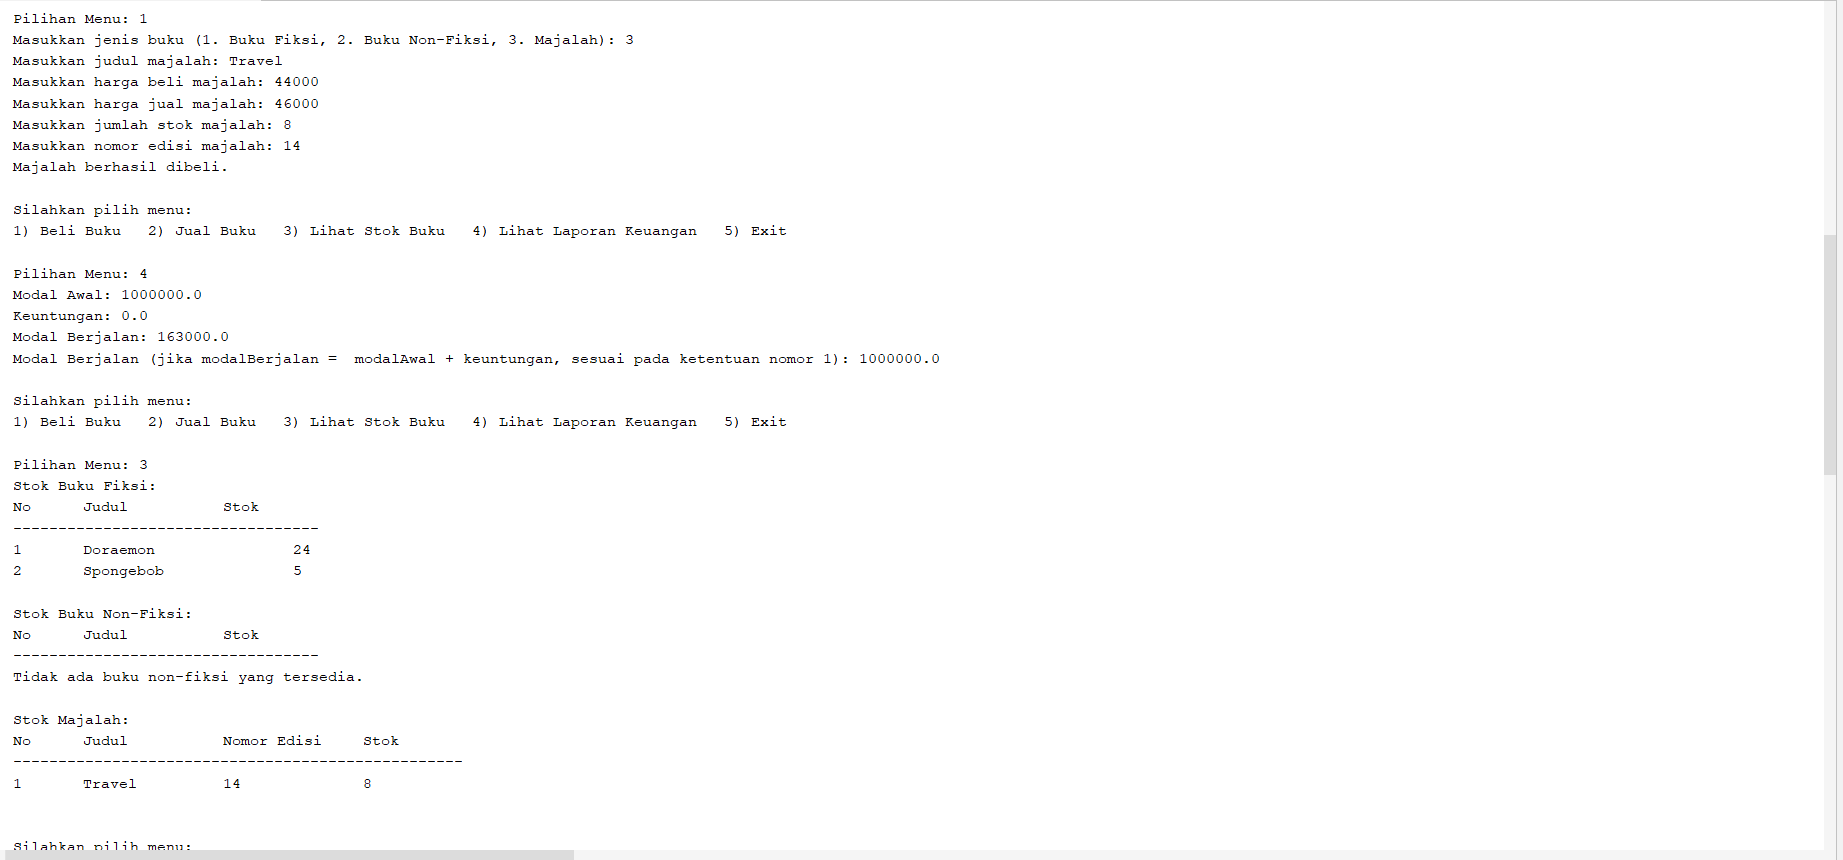 Pilihan Menu: 1
Masukkan jenis buku (1. Buku Fiksi, 2. Buku Non-Fiksi, 3. Majalah): 3
Masukkan judul majalah: Travel
Masukkan harga beli majalah: 44000
Masukkan harga jual majalah: 46000
Masukkan jumlah stok majalah: 8
Masukkan nomor edisi majalah: 14
Majalah berhasil dibeli.
Silahkan pilih menu:
1) Beli Buku   2) Jual Buku   3) Lihat Stok Buku   4) Lihat Laporan Keuangan   5) Exit
Pilihan Menu: 4
Modal Awal: 1000000.0
Keuntungan: 0.0
Modal Berjalan: 163000.0
Modal Berjalan (jika modalBerjalan =  modalAwal + keuntungan, sesuai pada ketentuan nomor 1): 1000000.0
Silahkan pilih menu:
1) Beli Buku   2) Jual Buku   3) Lihat Stok Buku   4) Lihat Laporan Keuangan   5) Exit
Pilihan Menu: 3
Stok Buku Fiksi:
No      Judul           Stok
----------------------------------
1       Doraemon                24
2       Spongebob               5
Stok Buku Non-Fiksi:
No      Judul           Stok
----------------------------------
Tidak ada buku non-fiksi yang tersedia.
Stok Majalah:
No      Judul           Nomor Edisi     Stok
--------------------------------------------------
1       Travel          14              8
Silahkan pilih menu: